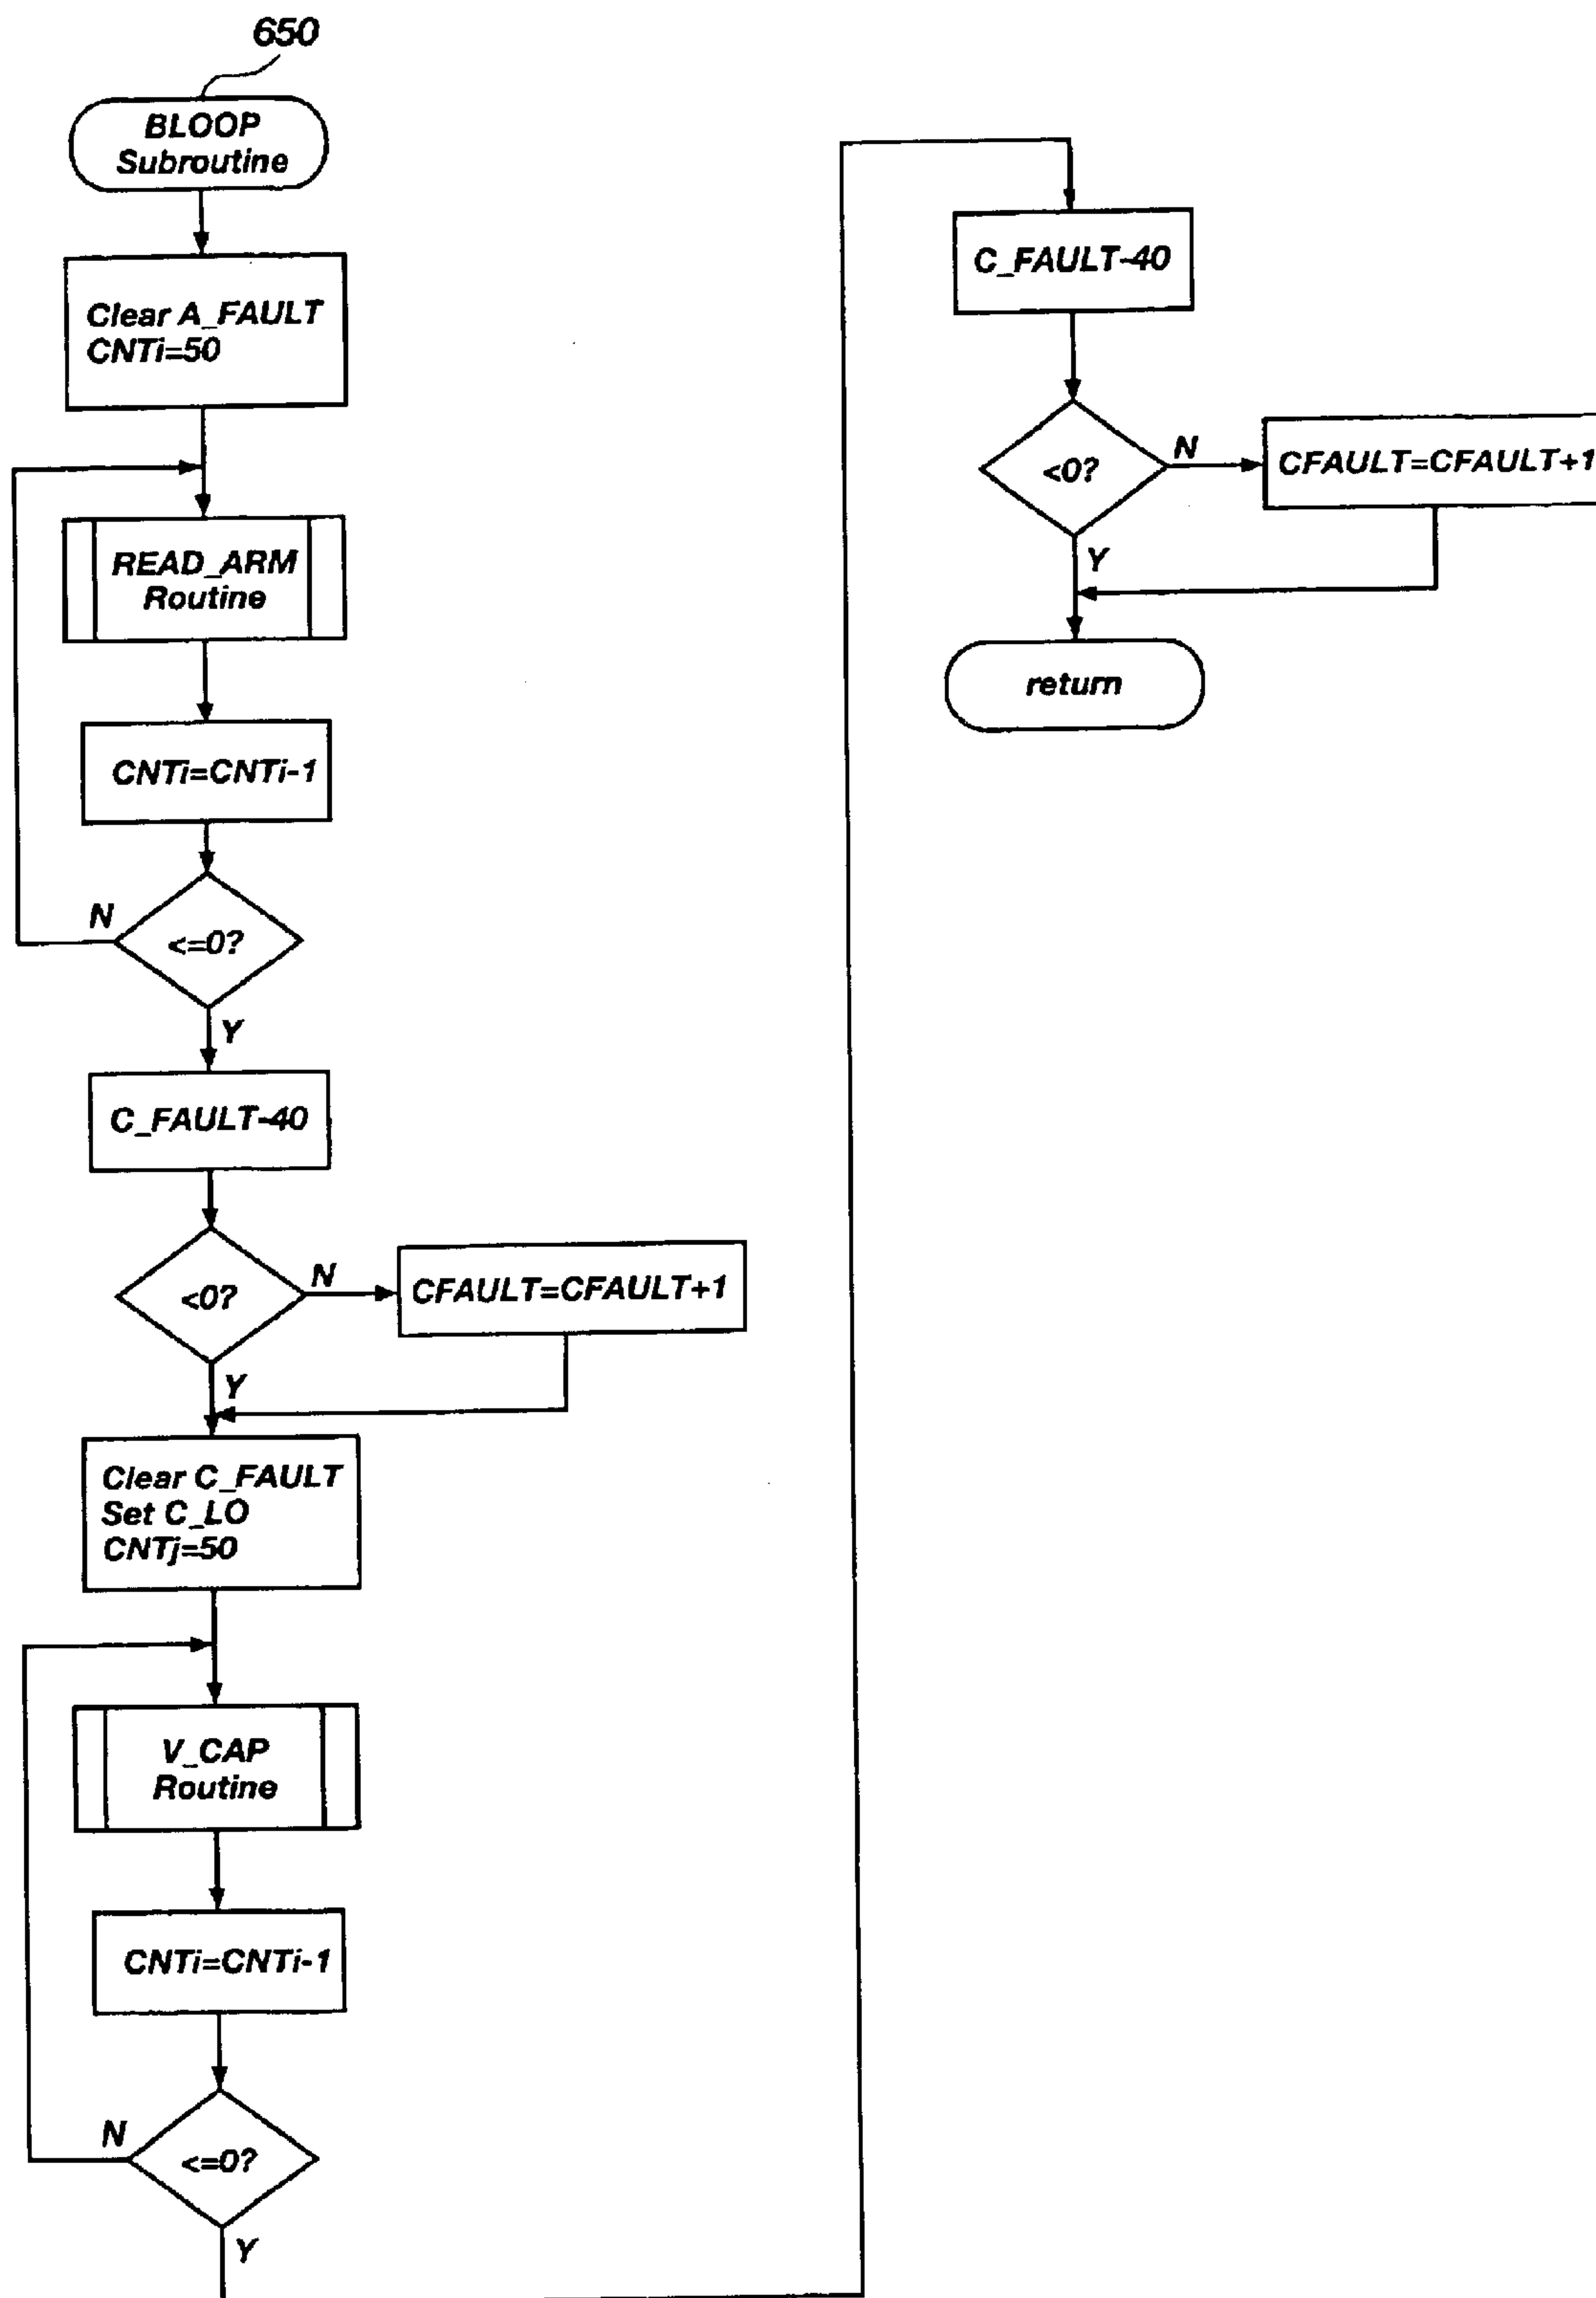 650
BLOOP
Subroutine
Clear A_FAULT
CNTi=50
READ_ARM
Routine
CNTi=CNTi-1
N
<=0?
Y
C_FAULT-40
<0?
N
CFAULT=CFAULT+1
Y
Clear C_FAULT
Set C_LO
CNTj=50
V_CAP
Routine
CNTi=CNTi-1
N
<=0?
Y
C_FAULT-40
<0?
N
CFAULT=CFAULT+1
Y
return